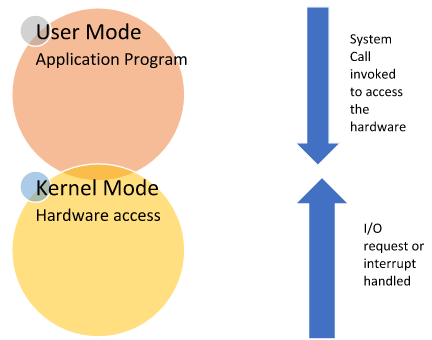 User Mode
Application Program
System
Call
invoked
to access
the
hardware
Kernel Mode
Hardware access
I/O
request or
interrupt
handled